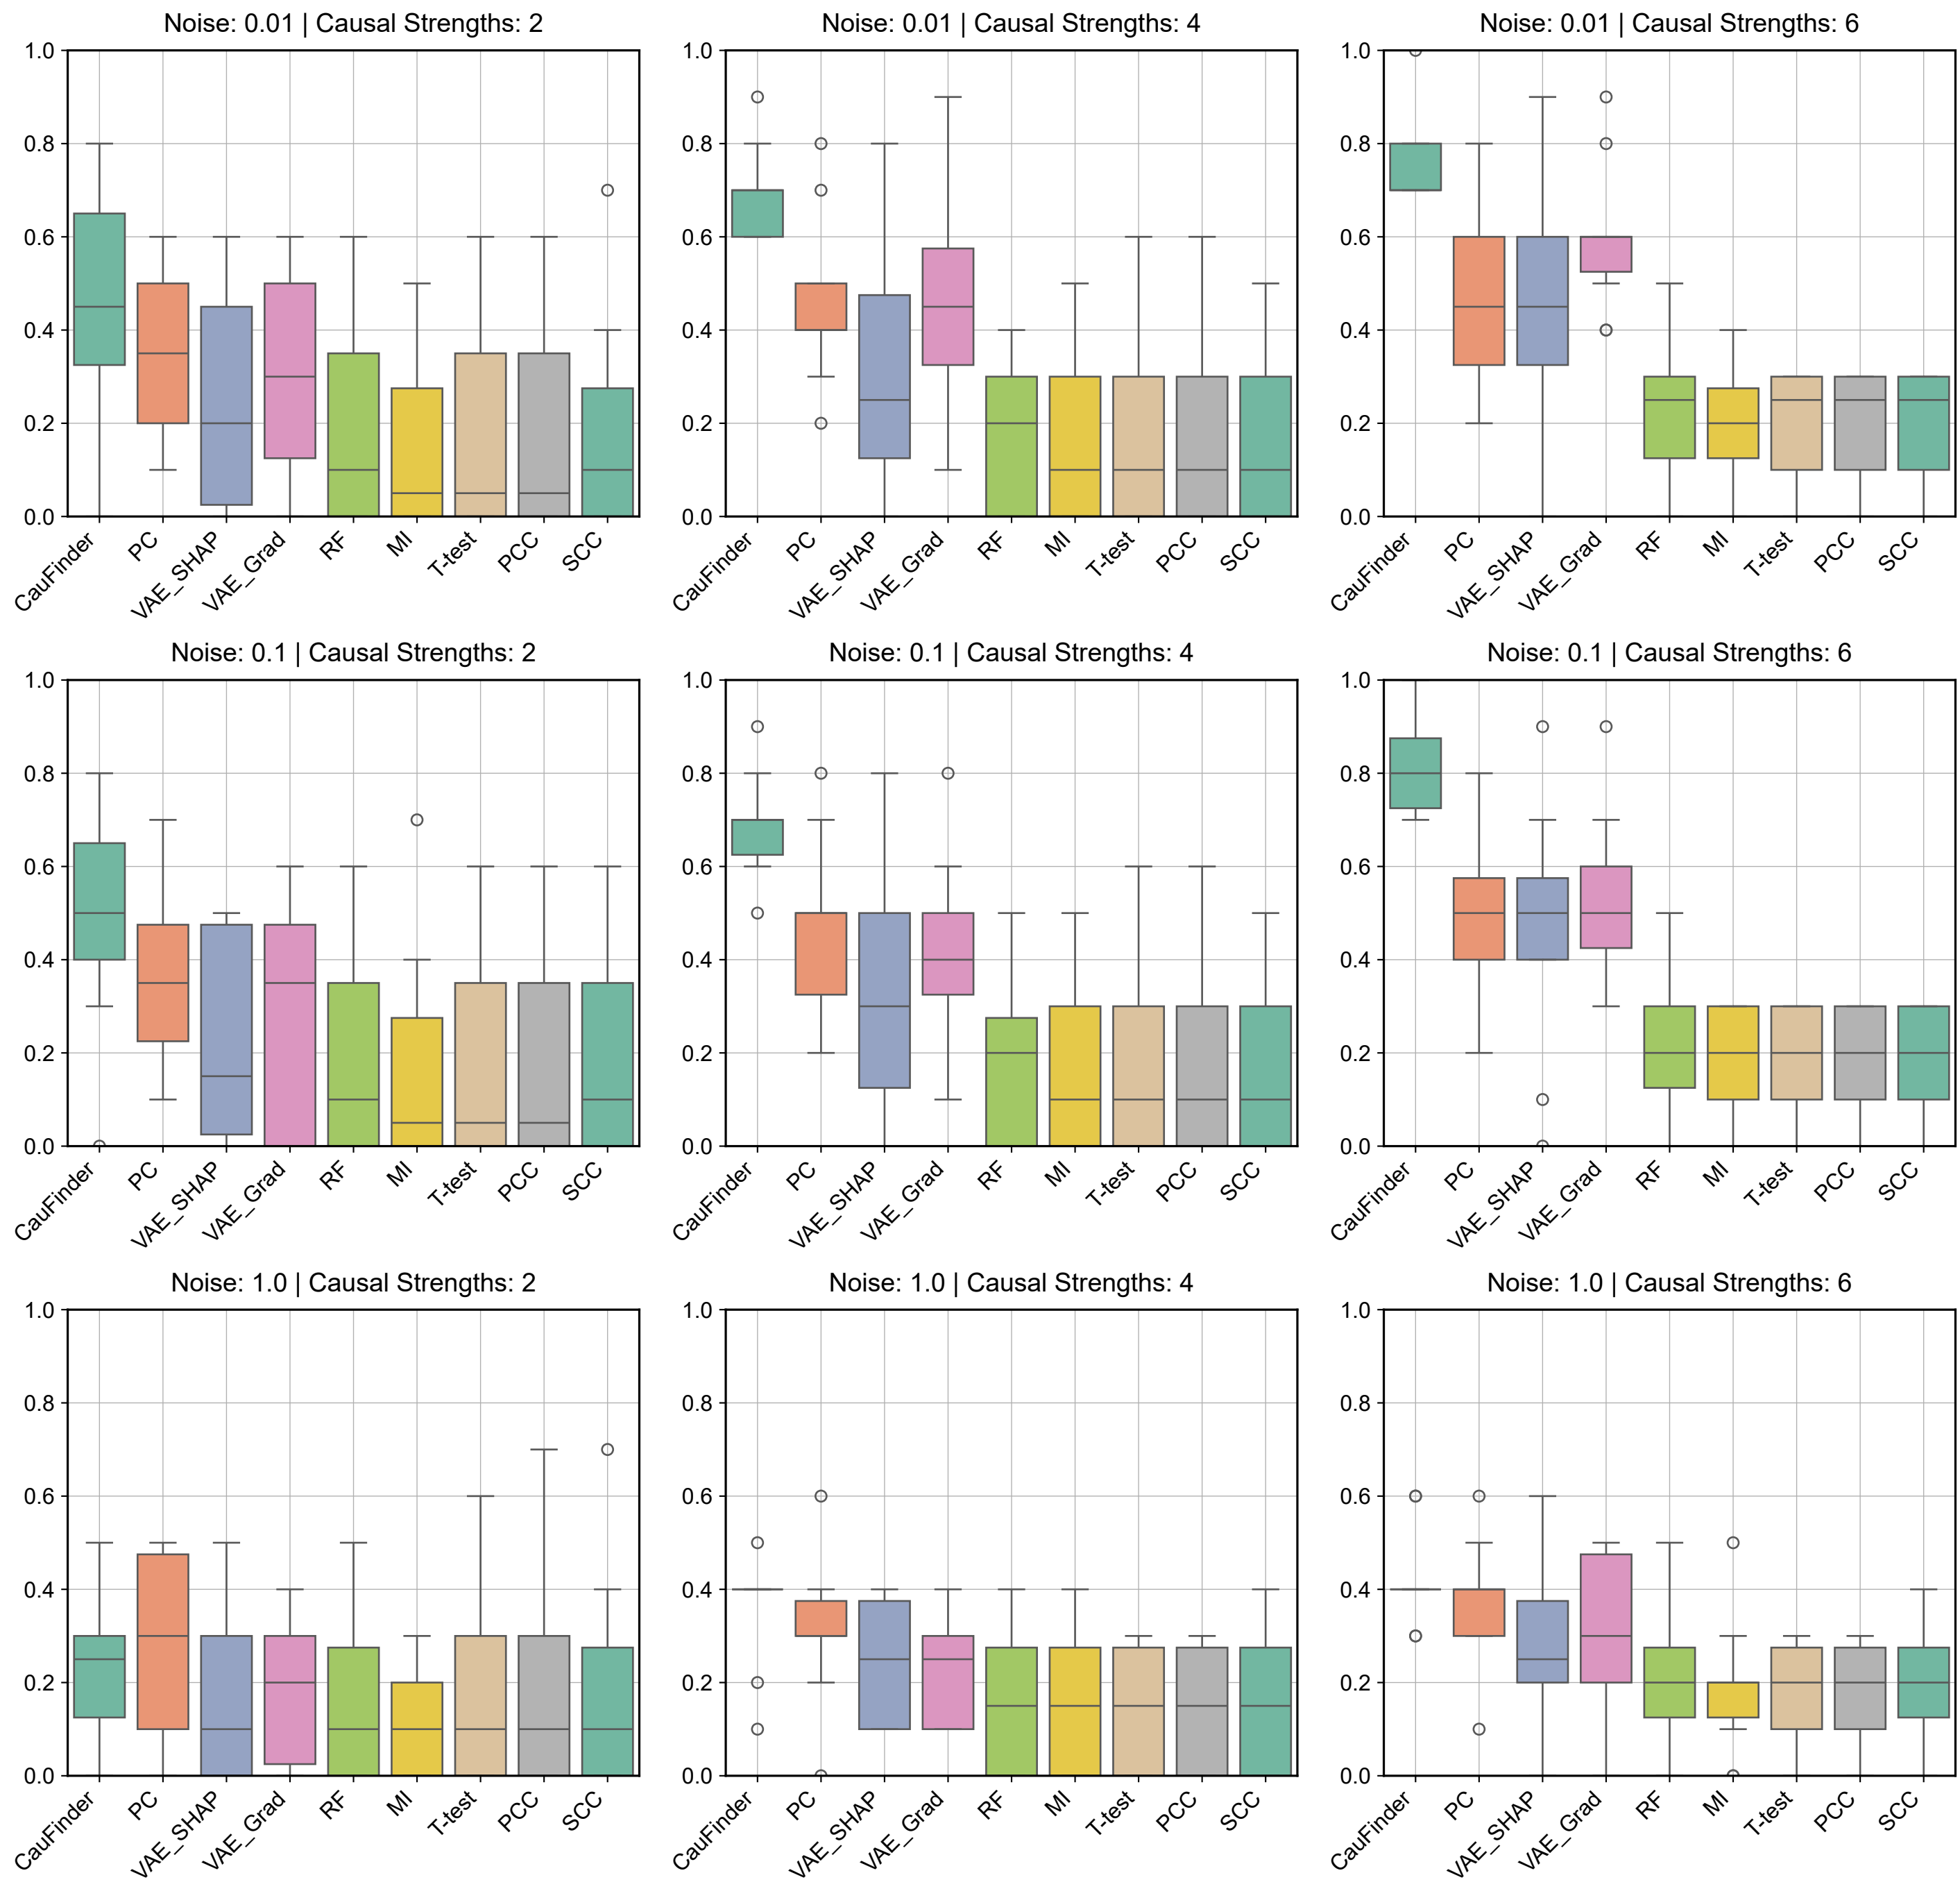 Noise: 0.01 | Causal Strengths: 2
1.0
0.8
0.6
0.4
0.2
0.0
CauFinder
PC
VAE_SHAP
VAE_Grad
RF
MI
T-test
PCC
SCC
Noise: 0.01 | Causal Strengths: 4
1.0
0.8
0.6
0.4
0.2
0.0
CauFinder
PC
VAE_SHAP
VAE_Grad
RF
MI
T-test
PCC
SCC
Noise: 0.01 | Causal Strengths: 6
1.0
0.8
0.6
0.4
0.2
0.0
CauFinder
PC
VAE_SHAP
VAE_Grad
RF
MI
T-test
PCC
SCC
Noise: 0.1 | Causal Strengths: 2
1.0
0.8
0.6
0.4
0.2
0.0
CauFinder
PC
VAE_SHAP
VAE_Grad
RF
MI
T-test
PCC
SCC
Noise: 0.1 | Causal Strengths: 4
1.0
0.8
0.6
0.4
0.2
0.0
CauFinder
PC
VAE_SHAP
VAE_Grad
RF
MI
T-test
PCC
SCC
Noise: 0.1 | Causal Strengths: 6
1.0
0.8
0.6
0.4
0.2
0.0
CauFinder
PC
VAE_SHAP
VAE_Grad
RF
MI
T-test
PCC
SCC
Noise: 1.0 | Causal Strengths: 2
1.0
0.8
0.6
0.4
0.2
0.0
CauFinder
PC
VAE_SHAP
VAE_Grad
RF
MI
T-test
PCC
SCC
Noise: 1.0 | Causal Strengths: 4
1.0
0.8
0.6
0.4
0.2
0.0
CauFinder
PC
VAE_SHAP
VAE_Grad
RF
MI
T-test
PCC
SCC
Noise: 1.0 | Causal Strengths: 6
1.0
0.8
0.6
0.4
0.2
0.0
CauFinder
PC
VAE_SHAP
VAE_Grad
RF
MI
T-test
PCC
SCC